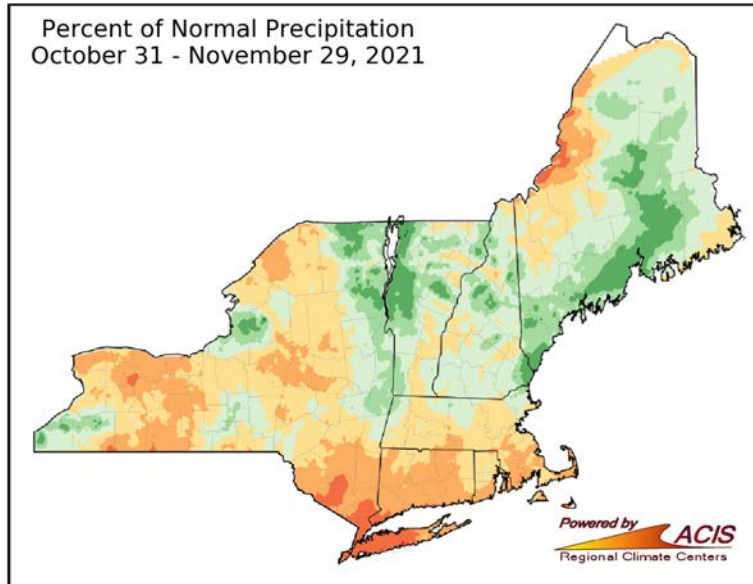 Percent of Normal Precipitation
October 31 - November 29, 2021
Powered by
ACIS
Regional Climate Centers